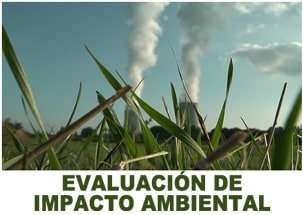 EVALUACIÓN DE
IMPACTO AMBIENTAL